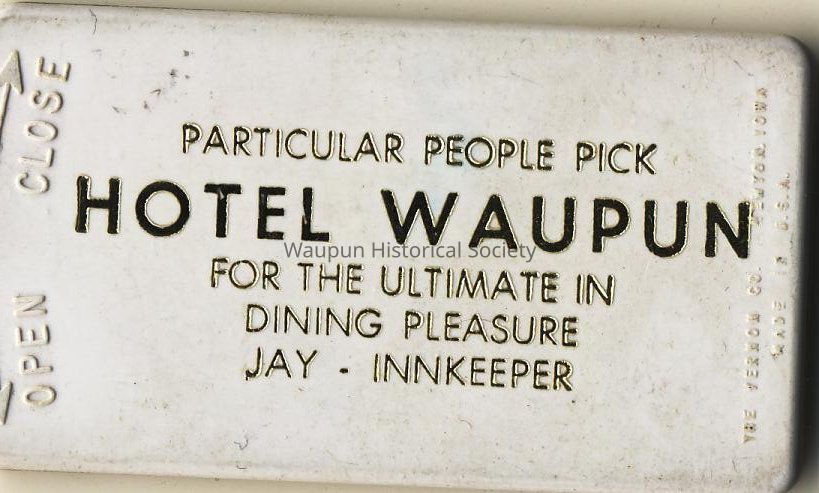 PARTICULAR PEOPLE PICK
HOTEL WAUPUN
Waupun Historical Society
FOR THE ULTIMATE IN
DINING PLEASURE
JAY - INNKEEPER
CLOSE
OPEN
THE VERNON CO. - NEWTON, IOWA
MADE IN U.S.A.